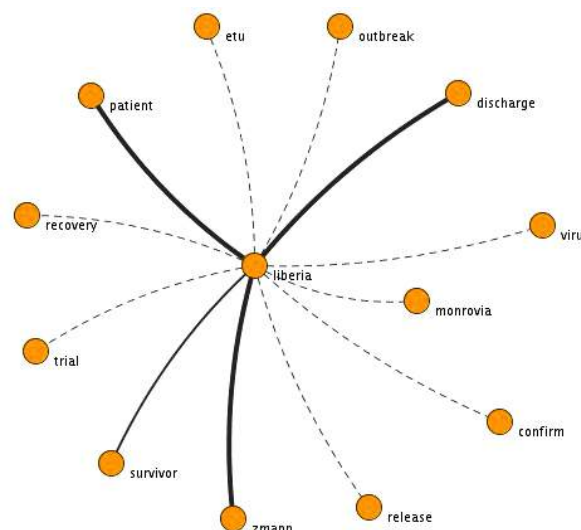 etu
outbreak
patient
discharge
recovery
viru
liberia
monrovia
trial
confirm
survivor
release
zmapp